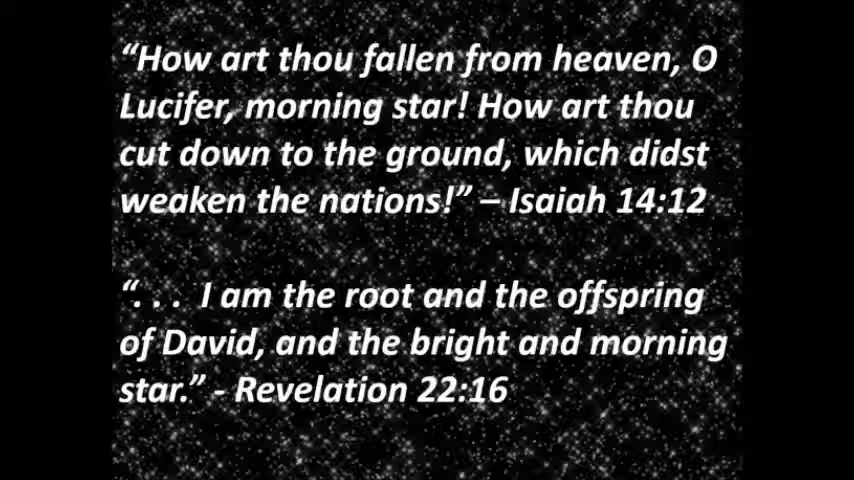 “How art thou fallen from heaven, O
Lucifer, morning star! How art thou
cut down to the ground, which didst
weaken the nations!” – Isaiah 14:12
“. . .  I am the root and the offspring
of David, and the bright and morning
star.” - Revelation 22:16